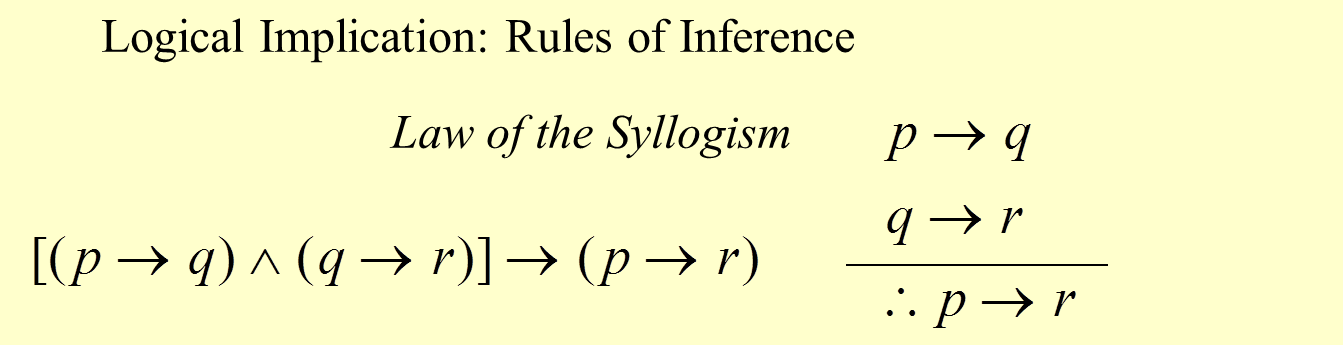 Logical Implication: Rules of Inference
Law of the Syllogism
[(p → q) ∧ (q → r)] → (p → r)
p → q
q → r
∴ p → r